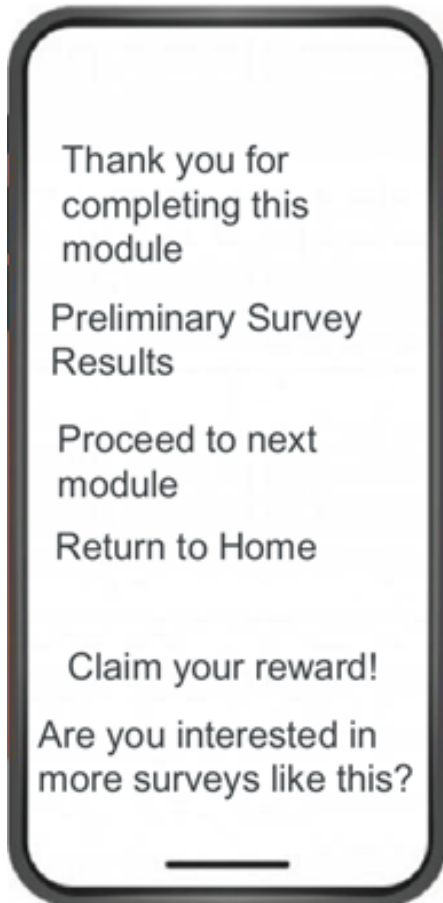 Thank you for
completing this
module
Preliminary Survey
Results
Proceed to next
module
Return to Home
Claim your reward!
Are you interested in
more surveys like this?